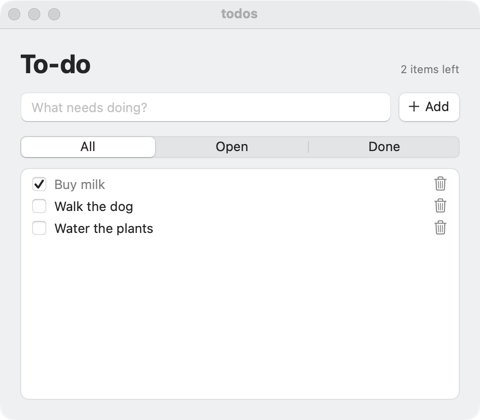 todos
To-do
2 items left
What needs doing?
+ Add
All Open Done
Buy milk
Walk the dog
Water the plants